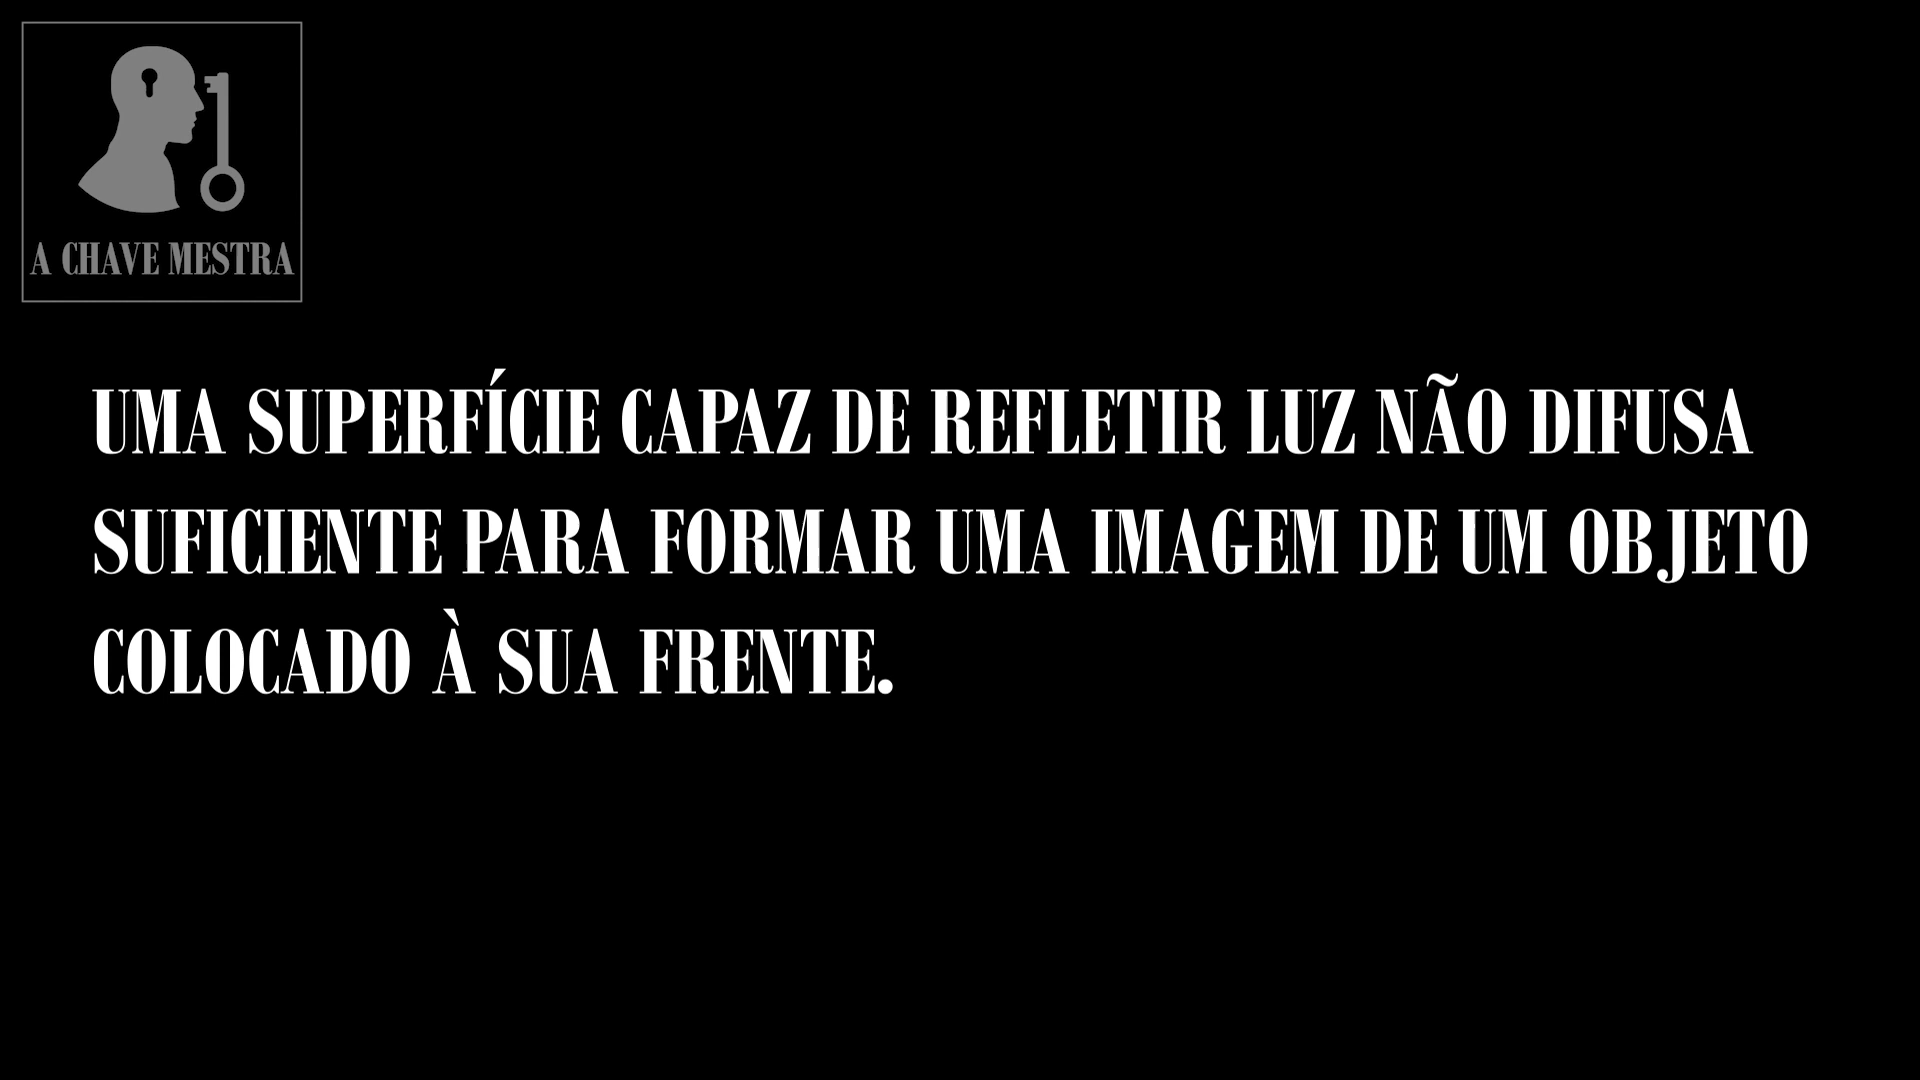 A CHAVE MESTRA
UMA SUPERFÍCIE CAPAZ DE REFLETIR LUZ NÃO DIFUSA
SUFICIENTE PARA FORMAR UMA IMAGEM DE UM OBJETO
COLOCADO À SUA FRENTE.